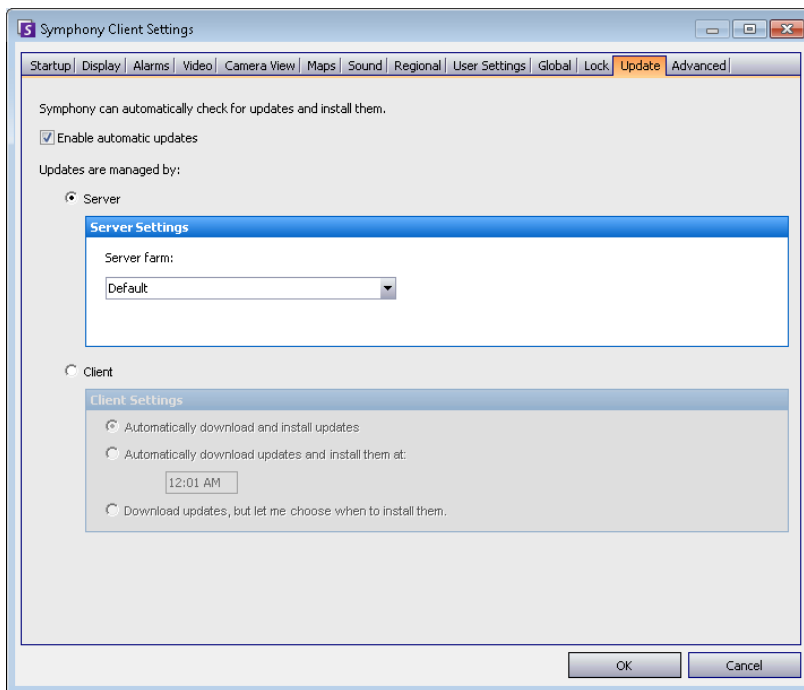 Symphony Client Settings
Startup Display Alarms Video Camera View Maps Sound Regional User Settings Global Lock Update Advanced
Symphony can automatically check for updates and install them.
Enable automatic updates
Updates are managed by:
Server
Server Settings
Server farm:
Default
Client
Client Settings
Automatically download and install updates
Automatically download updates and install them at:
12:01 AM
Download updates, but let me choose when to install them.
OK Cancel